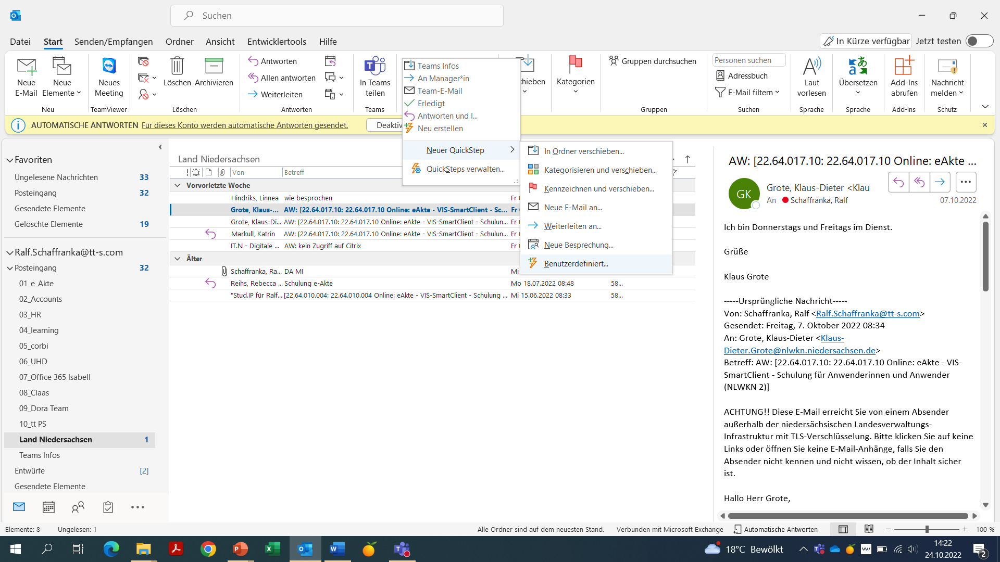 Suchen
Datei Start Senden/Empfangen Ordner Ansicht Entwicklertools Hilfe
In Kürze verfügbar Jetzt testen
Neue E-Mail
Neue Elemente
Neu
Neues Meeting
TeamViewer
Löschen
Archivieren
Löschen
Antworten
Allen antworten
Weiterleiten
Antworten
In Teams teilen
Teams
Teams Infos
An Manager*in
Team-E-Mail
Erledigt
Antworten und l...
Neu erstellen
Neuer QuickStep
QuickSteps verwalten...
Kategorien
Gruppen durchsuchen
Gruppen
Personen suchen
Adressbuch
E-Mail filtern
Suchen
Laut vorlesen
Sprache
Übersetzen
Sprache
Add-Ins abrufen
Add-Ins
Nachricht melden
Schutz
AUTOMATISCHE ANTWORTEN Für dieses Konto werden automatische Antworten gesendet.
In Ordner verschieben...
Kategorisieren und verschieben...
Kennzeichnen und verschieben...
Neue E-Mail an...
Weiterleiten an...
Neue Besprechung...
Benutzerdefiniert...
Favoriten
Ungelesene Nachrichten 33
Posteingang 32
Gesendete Elemente
Gelöschte Elemente 19
Ralf.Schaffranka@tt-s.com
Posteingang 32
01_e_Akte
02_Accounts
03_HR
04_learning
05_corbi
06_UHD
07_Office 365 Isabell
08_Claas
09_Dora Team
10_tt PS
Land Niedersachsen 1
Teams Infos
Entwürfe [2]
Gesendete Elemente
Land Niedersachsen
Von Betreff
Vorvorletzte Woche
Hindriks, Linnea wie besprochen Fr
Grote, Klaus-... AW: [22.64.017.10: 22.64.017.10 Online: eAkte - VIS-SmartClient - Sc... Fr
Grote, Klaus-Di... AW: [22.64.017.10: 22.64.017.10 Online: eAkte - VIS-SmartClient - Schulun... Fr
Markull, Katrin AW: [22.64.017.10: 22.64.017.10 Online: eAkte - VIS-SmartClient - Schulun... Fr
IT.N - Digitale ... AW: kein Zugriff auf Citrix Fr
Älter
Schaffranka, Ra... DA MI Mi
Reihs, Rebecca ... Schulung e-Akte Mo 18.07.2022 08:48 58...
"Stud.IP für Ralf... [22.64.010.004: 22.64.010.004 Online: eAkte - VIS-SmartClient - Schulung ... Mi 15.06.2022 08:33 58...
AW: [22.64.017.10: 22.64.017.10 Online: eAkte ...
GK
Grote, Klaus-Dieter <Klau
An Schaffranka, Ralf 07.10.2022
Ich bin Donnerstags und Freitags im Dienst.
Grüße
Klaus Grote
-----Ursprüngliche Nachricht-----
Von: Schaffranka, Ralf <Ralf.Schaffranka@tt-s.com>
Gesendet: Freitag, 7. Oktober 2022 08:34
An: Grote, Klaus-Dieter <Klaus-
Dieter.Grote@nlwkn.niedersachsen.de>
Betreff: AW: [22.64.017.10: 22.64.017.10 Online: eAkte - VIS-
SmartClient - Schulung für Anwenderinnen und Anwender
(NLWKN 2)]
ACHTUNG!! Diese E-Mail erreicht Sie von einem Absender
außerhalb der niedersächsischen Landesverwaltungs-
Infrastruktur mit TLS-Verschlüsselung. Bitte klicken Sie auf keine
Links oder öffnen Sie keine E-Mail-Anhänge, falls Sie den
Absender nicht kennen und nicht wissen, ob der Inhalt sicher
ist.
Hallo Herr Grote,
Elemente: 8 Ungelesen: 1
Alle Ordner sind auf dem neuesten Stand. Verbunden mit Microsoft Exchange Automatische Antworten 100 %
18°C Bewölkt
14:22
24.10.2022
2